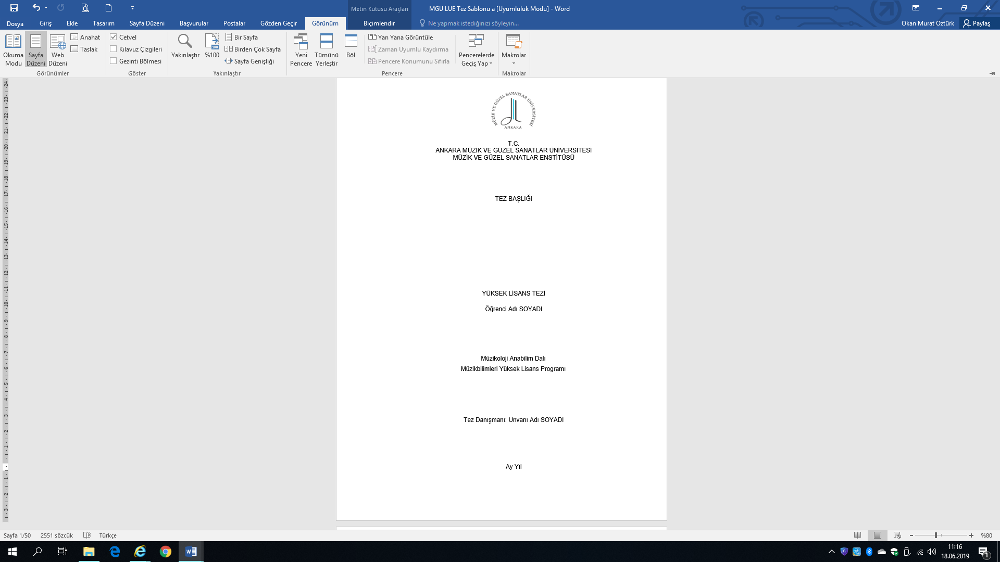 MGU LUE Tez Sablonu a [Uyumluluk Modu] - Word
Metin Kutusu Araçları
Dosya
Giriş
Ekle
Tasarım
Sayfa Düzeni
Başvurular
Postalar
Gözden Geçir
Görünüm
Biçimlendir
Ne yapmak istediğinizi söyleyin...
Okan Murat Öztürk
Paylaş
Okuma
Modu
Sayfa
Düzeni
Web
Düzeni
Anahat
Taslak
Görünümler
Cetvel
Kılavuz Çizgileri
Gezinti Bölmesi
Göster
Yakınlaştır
%100
100
Bir Sayfa
Birden Çok Sayfa
Sayfa Genişliği
Yakınlaştır
Yeni
Pencere
Tümünü
Yerleştir
Böl
Yan Yana Görüntüle
Zaman Uyumlu Kaydırma
Pencere Konumunu Sıfırla
Pencere
Pencerelerde
Geçiş Yap
Makrolar
Makrolar
MÜZİK VE GÜZEL SANATLAR ÜNİVERSİTESİ
ANKARA
T.C.
ANKARA MÜZİK VE GÜZEL SANATLAR ÜNİVERSİTESİ
MÜZİK VE GÜZEL SANATLAR ENSTİTÜSÜ
TEZ BAŞLIĞI
YÜKSEK LİSANS TEZİ
Öğrenci Adı SOYADI
Müzikoloji Anabilim Dalı
Müzikbilimleri Yüksek Lisans Programı
Tez Danışmanı: Unvanı Adı SOYADI
Ay Yıl
Sayfa 1/50
2551 sözcük
Türkçe
%80
11:16
18.06.2019
1